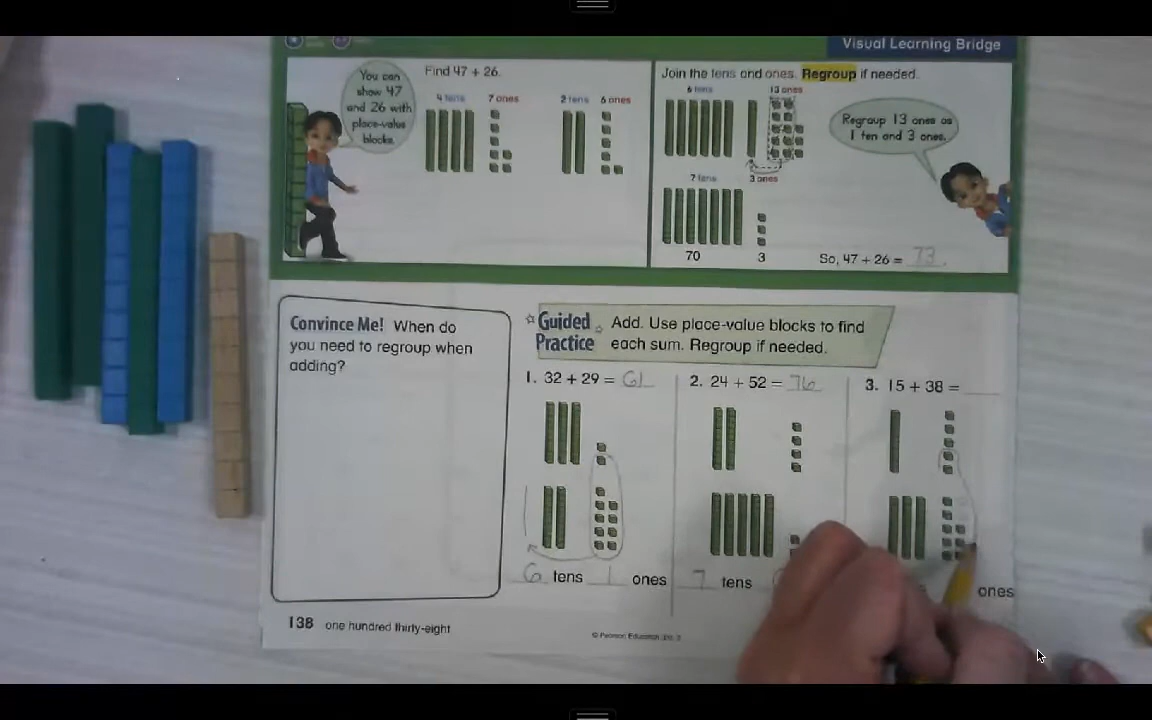 Visual Learning Bridge
You can
show 47
and 26 with
place-value
blocks.
Find 47 + 26.
4 tens 7 ones 2 tens 6 ones
Join the tens and ones. Regroup if needed.
6 tens 13 ones
Regroup 13 ones as
1 ten and 3 ones.
7 tens 3 ones
70 3
So, 47 + 26 = 73.
Convince Me! When do
you need to regroup when
adding?
Guided
Practice
Add. Use place-value blocks to find
each sum. Regroup if needed.
1. 32 + 29 = 61
2. 24 + 52 = 76
3. 15 + 38 = ___
6 tens 1 ones
7 tens
ones
138 one hundred thirty-eight
© Pearson Education, Inc. 2